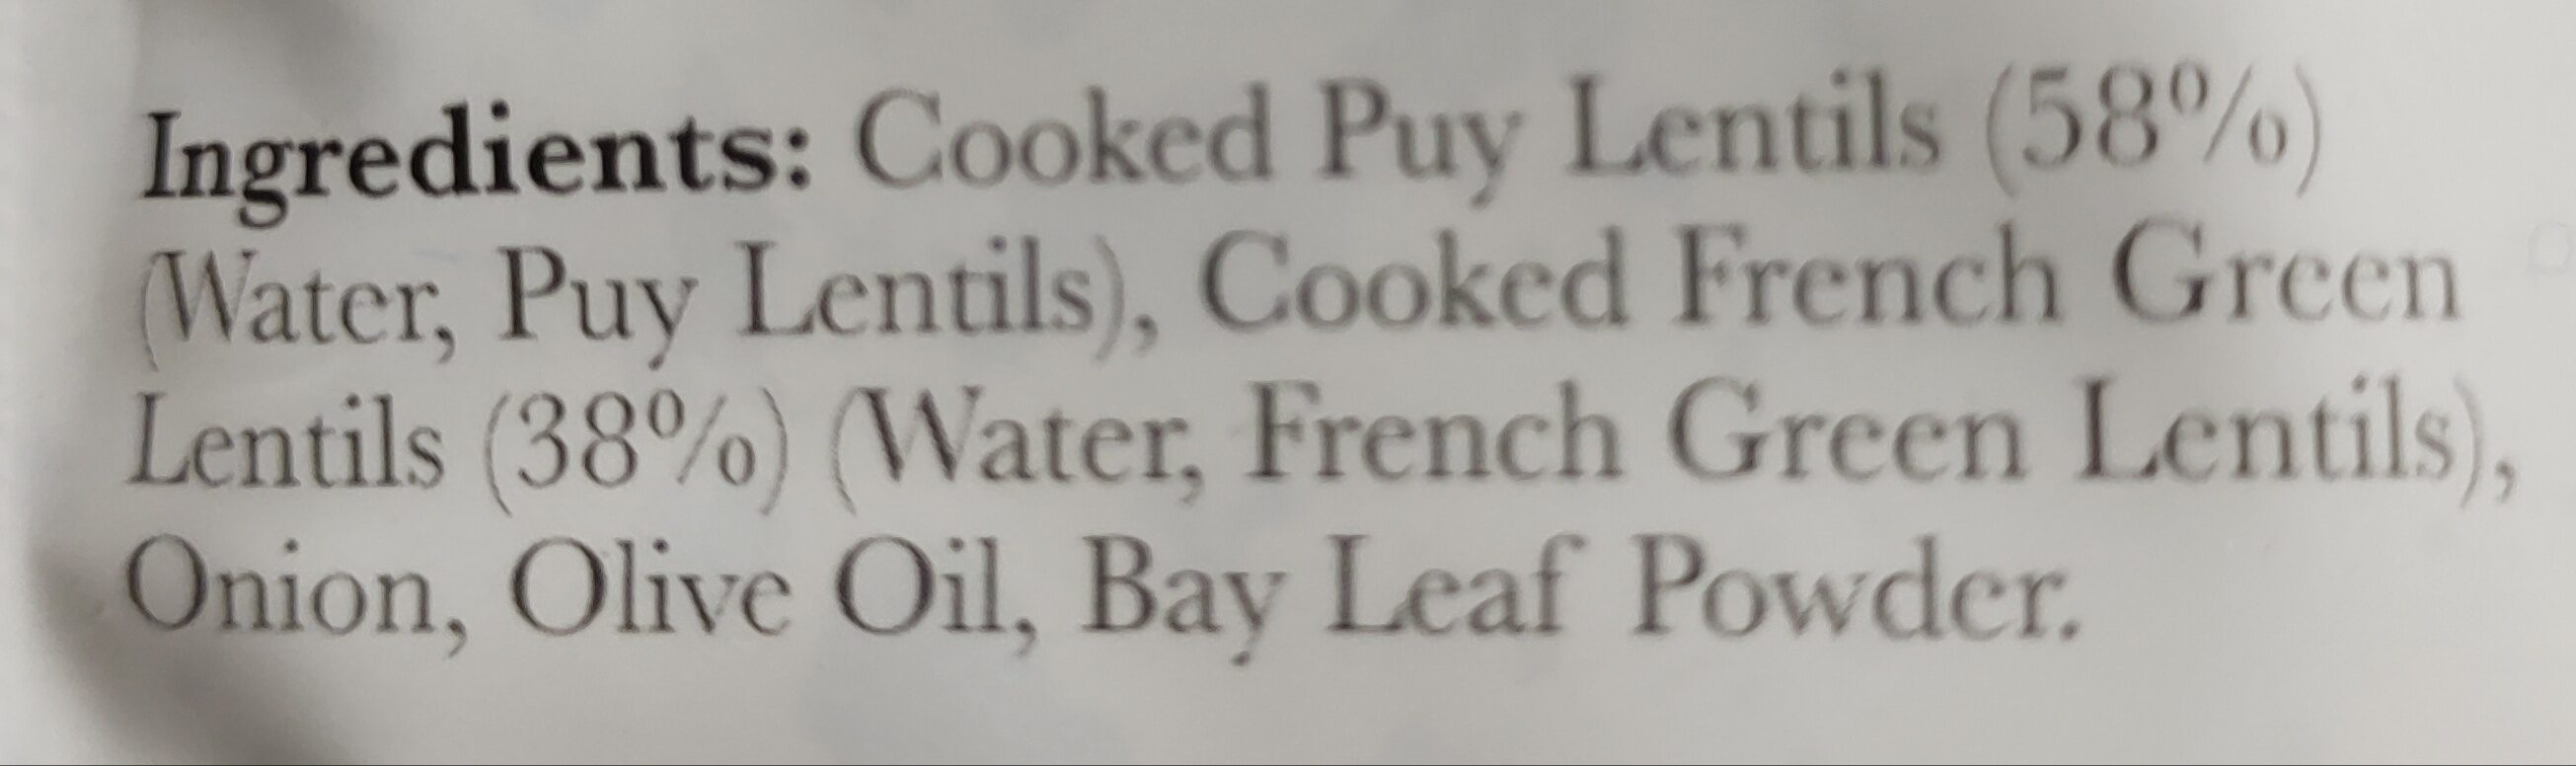 Ingredients: Cooked Puy Lentils (58%)
(Water, Puy Lentils), Cooked French Green
Lentils (38%) (Water, French Green Lentils),
Onion, Olive Oil, Bay Leaf Powder.